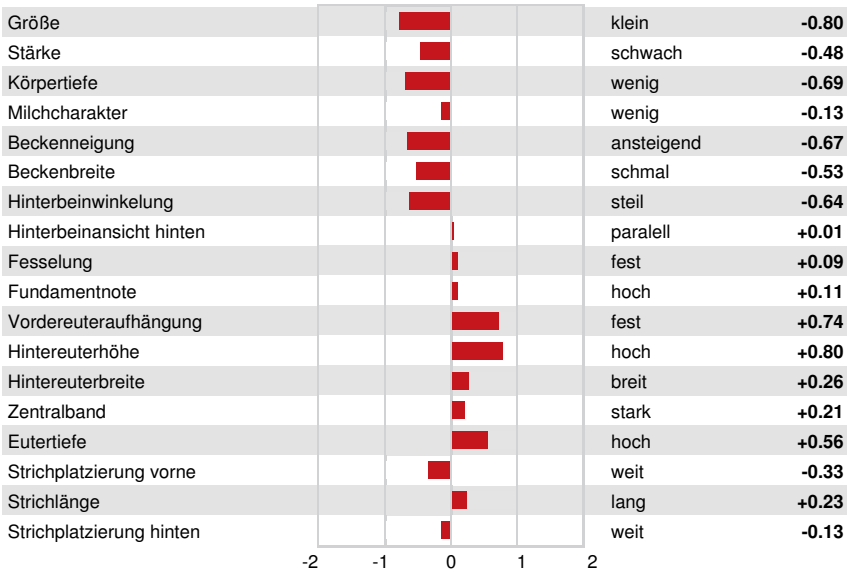 Größe klein -0.80
Stärke schwach -0.48
Körpertiefe wenig -0.69
Milchcharakter wenig -0.13
Beckenneigung ansteigend -0.67
Beckenbreite schmal -0.53
Hinterbeinwinkelung steil -0.64
Hinterbeinansicht hinten paralell +0.01
Fesselung fest +0.09
Fundamentnote hoch +0.11
Vordereuteraufhängung fest +0.74
Hintereuterhöhe hoch +0.80
Hintereuterbreite breit +0.26
Zentralband stark +0.21
Eutertiefe hoch +0.56
Strichplatzierung vorne weit -0.33
Strichlänge lang +0.23
Strichplatzierung hinten weit -0.13
-2 -1 0 1 2